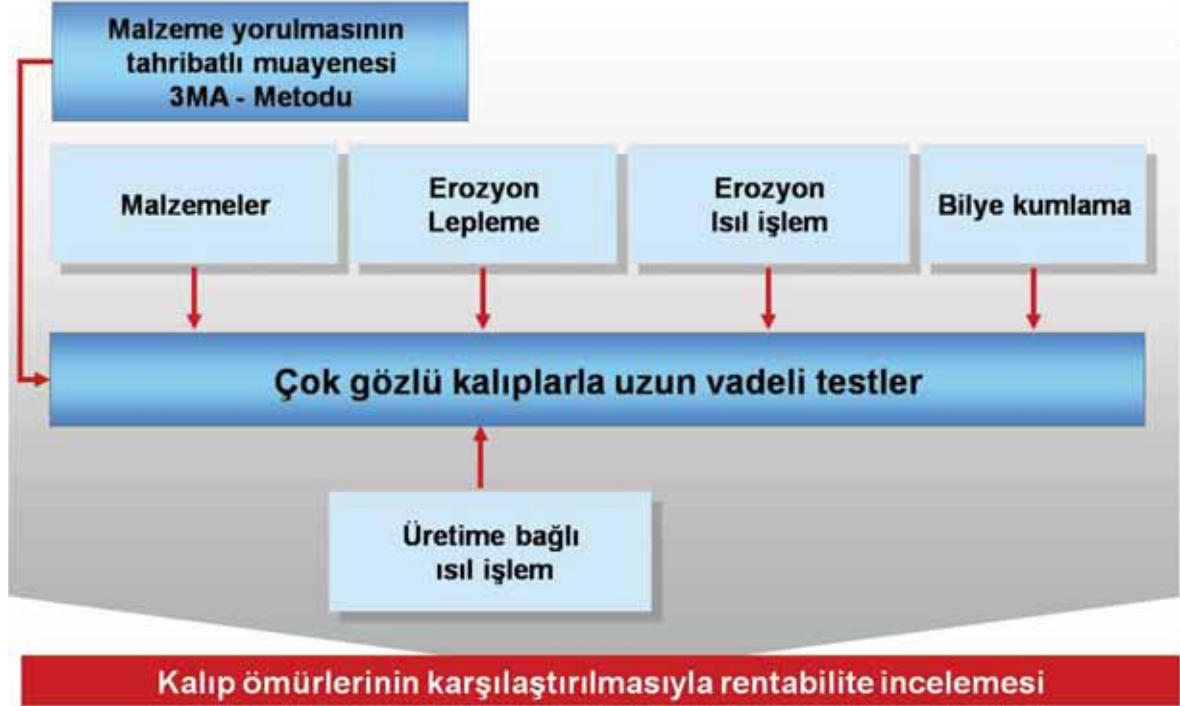 Malzeme yorulmasının
tahribatlı muayenesi
3MA - Metodu
Malzemeler
Erozyon
Lepleme
Erozyon
Isıl işlem
Bilye kumlama
Çok gözlü kalıplarla uzun vadeli testler
Üretime bağlı
ısıl işlem
Kalıp ömürlerinin karşılaştırılmasıyla rentabilite incelemesi